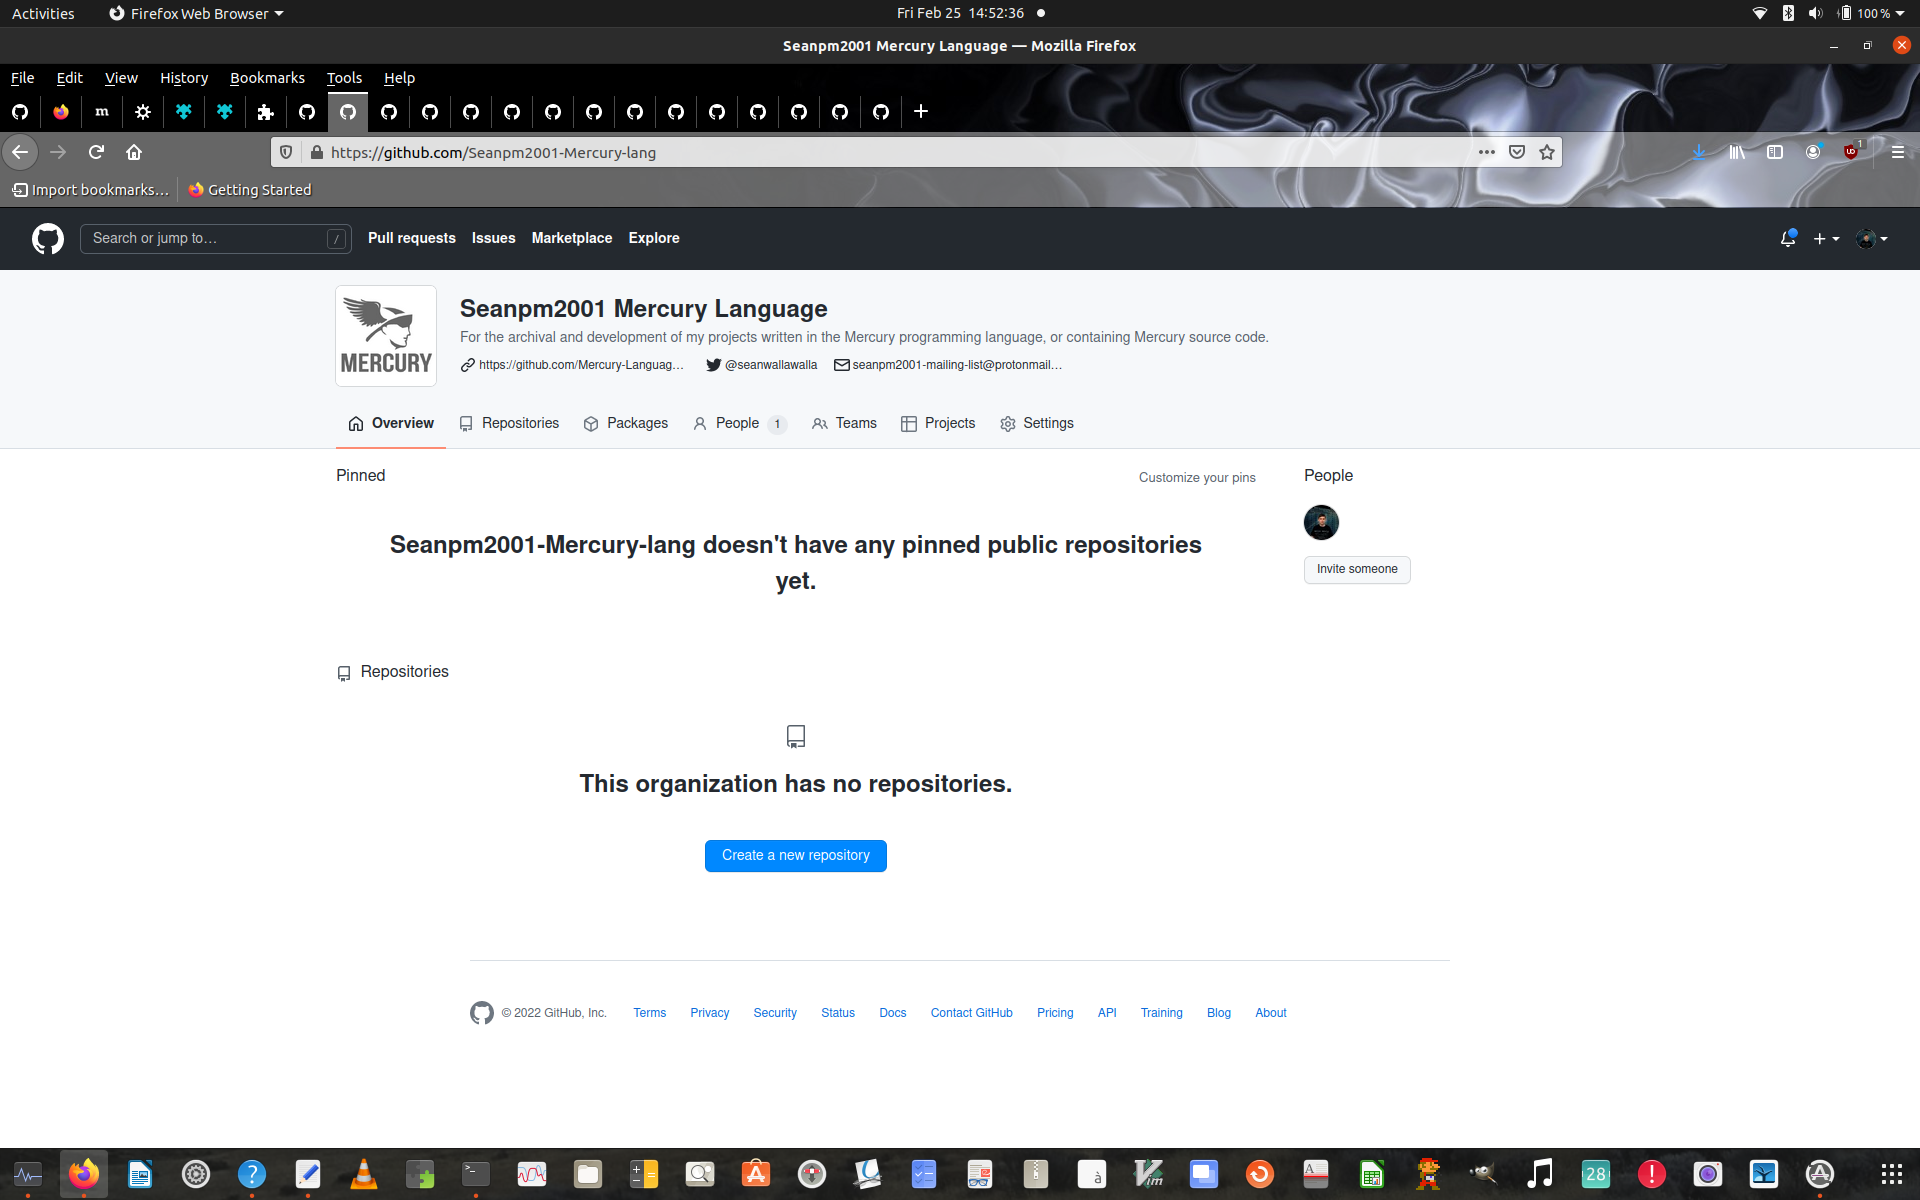 Activities
Firefox Web Browser
Fri Feb 25 14:52:36
100 %
Seanpm2001 Mercury Language — Mozilla Firefox
File Edit View History Bookmarks Tools Help
m
https://github.com/Seanpm2001-Mercury-lang
1
Import bookmarks…
Getting Started
Search or jump to…
/
Pull requests
Issues
Marketplace
Explore
MERCURY
Seanpm2001 Mercury Language
For the archival and development of my projects written in the Mercury programming language, or containing Mercury source code.
https://github.com/Mercury-Languag…
@seanwallawalla
seanpm2001-mailing-list@protonmail…
Overview
Repositories
Packages
People 1
Teams
Projects
Settings
Pinned
Customize your pins
People
Seanpm2001-Mercury-lang doesn't have any pinned public repositories
yet.
Invite someone
Repositories
This organization has no repositories.
Create a new repository
© 2022 GitHub, Inc.
Terms
Privacy
Security
Status
Docs
Contact GitHub
Pricing
API
Training
Blog
About
?
>_
à
Vim
A
28
!